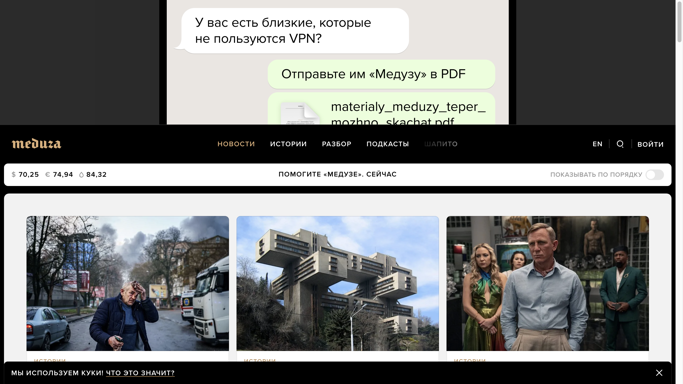 У вас есть близкие, которые
не пользуются VPN?
Отправьте им «Медузу» в PDF
materialy_meduzy_teper_
mozhno_skachat.pdf
meduza
НОВОСТИ ИСТОРИИ РАЗБОР ПОДКАСТЫ ШАПИТО
EN ВОЙТИ
$ 70,25 € 74,94 84,32
ПОМОГИТЕ «МЕДУЗЕ». СЕЙЧАС
ПОКАЗЫВАТЬ ПО ПОРЯДКУ
ИСТОРИИ ИСТОРИИ ИСТОРИИ
МЫ ИСПОЛЬЗУЕМ КУКИ! ЧТО ЭТО ЗНАЧИТ?